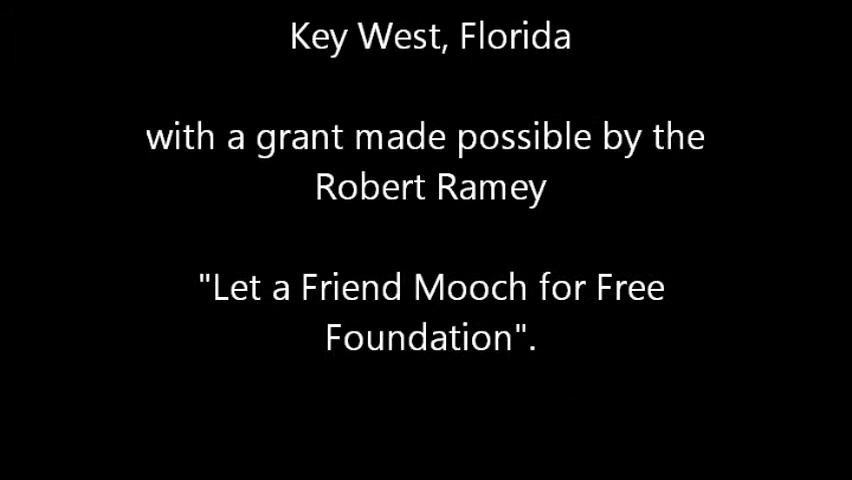 Key West, Florida
with a grant made possible by the
Robert Ramey
"Let a Friend Mooch for Free
Foundation".